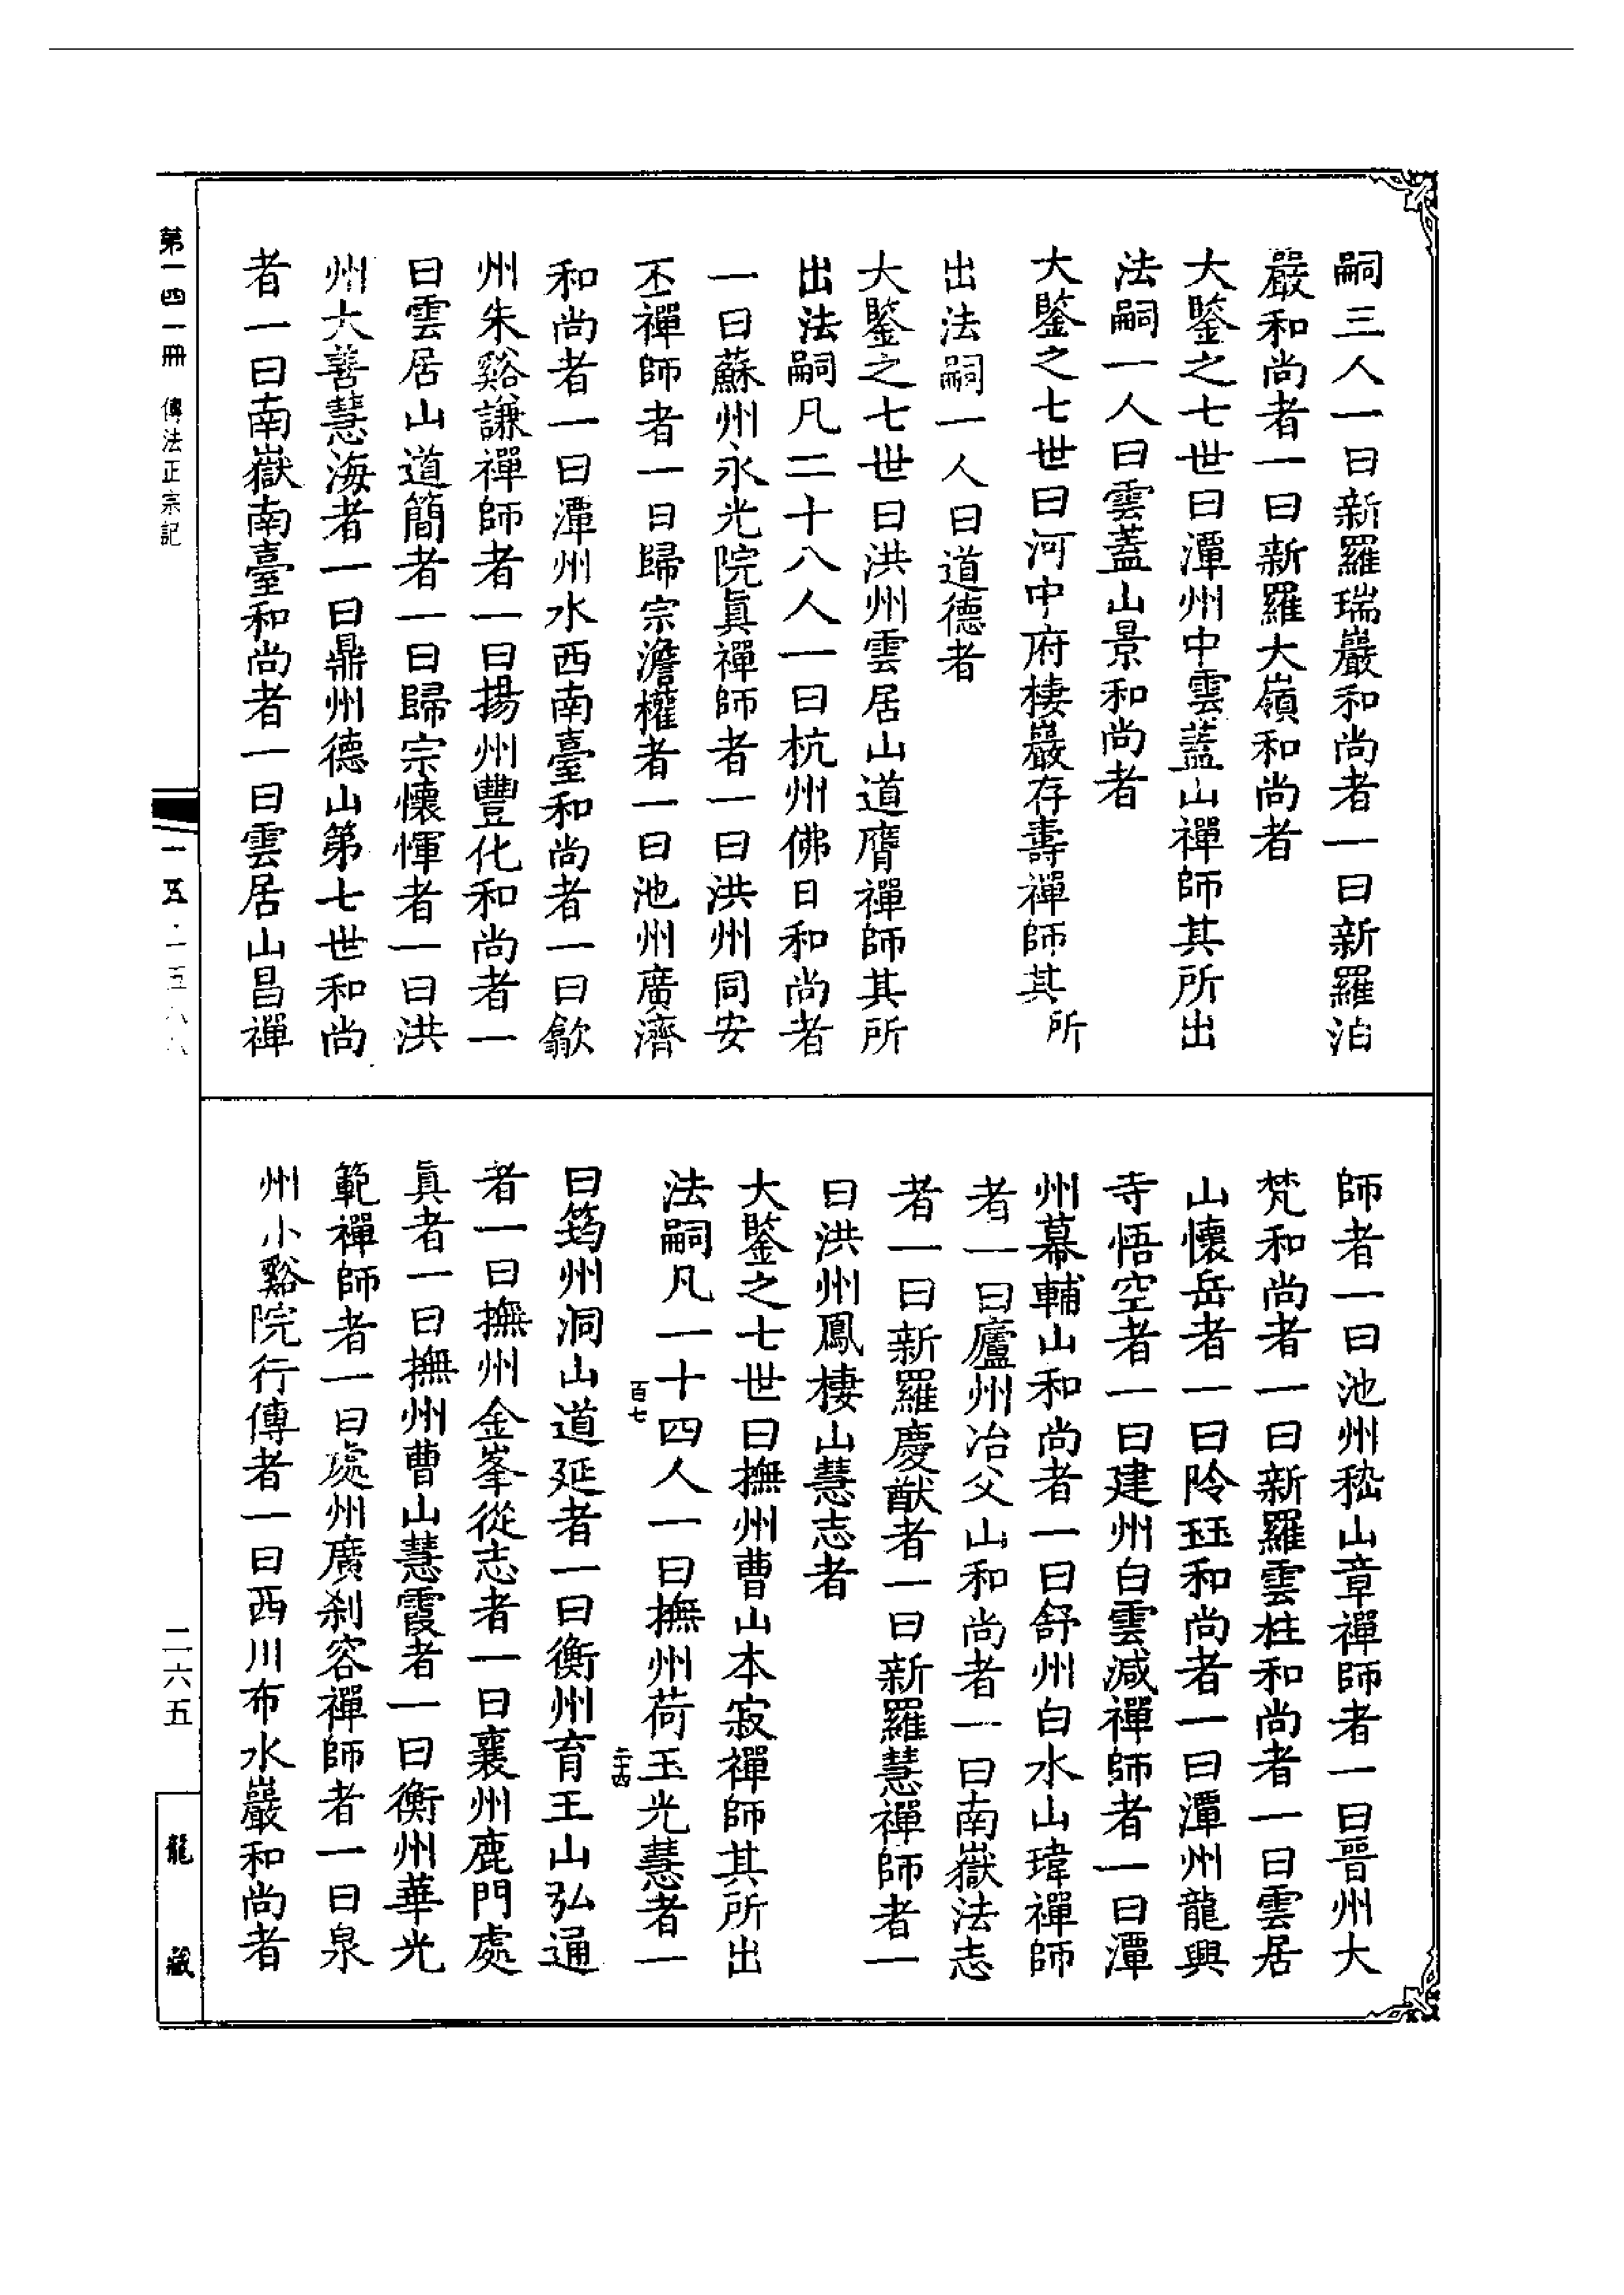 嗣三人一曰新羅瑞巖和尚者一曰新羅泊
嚴和尚者一曰新羅大嶺和尚者
大鑒之七世曰潭州中雲蓋山禪師其所出
法嗣一人曰雲蓋山景和尚者
大鑒之七世曰河中府棲巖存壽禪師其所
出法嗣一人曰道德者
大鑒之七世曰洪州雲居山道膺禪師其所
出法嗣凡二十八人一曰杭州佛日和尚者
一曰蘇州永光院真禪師者一曰洪州同安
丕禪師者一曰歸宗澹權者一曰池州廣濟
和尚者一曰潭州水西南臺和尚者一曰歙
州朱谿謙禪師者一曰揚州豐化和尚者一
曰雲居山道簡者一曰歸宗懷惲者一曰洪
州大善慧海者一曰鼎州德山第七世和尚
者一曰南嶽南臺和尚者一曰雲居山昌禪
師者一曰池州嵇山章禪師者一曰晉州大
梵和尚者一曰新羅雲柱和尚者一曰雲居
山懷岳者一曰阾珏和尚者一曰潭州龍興
寺悟空者一曰建州白雲減禪師者一曰潭
州幕輔山和尚者一曰舒州白水山瑋禪師
者一曰廬州冶父山和尚者一曰南嶽法志
者一曰新羅慶猷者一曰新羅慧禪師者一
曰洪州鳳棲山慧志者
大鑒之七世曰撫州曹山本寂禪師其所出
法嗣凡一十四人一曰撫州荷玉光慧者一
百七
二十四
曰筠州洞山道延者一曰衡州育王山弘通
者一曰撫州金峯從志者一曰襄州鹿門處
真者一曰撫州曹山慧霞者一曰衡州華光
範禪師者一曰處州廣利容禪師者一曰泉
州小谿院行傳者一曰西川布水巖和尚者
第一四一冊 傳法正宗記
二六五
龍藏